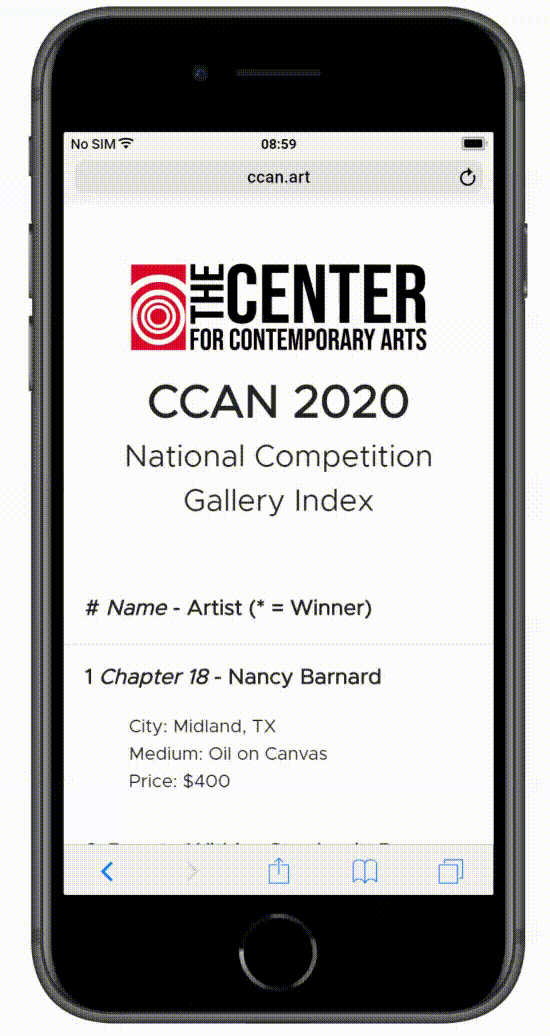 No SIM 08:59
ccan.art
THE CENTER
FOR CONTEMPORARY ARTS
CCAN 2020
National Competition
Gallery Index
# Name - Artist (* = Winner)
1 Chapter 18 - Nancy Barnard
City: Midland, TX
Medium: Oil on Canvas
Price: $400